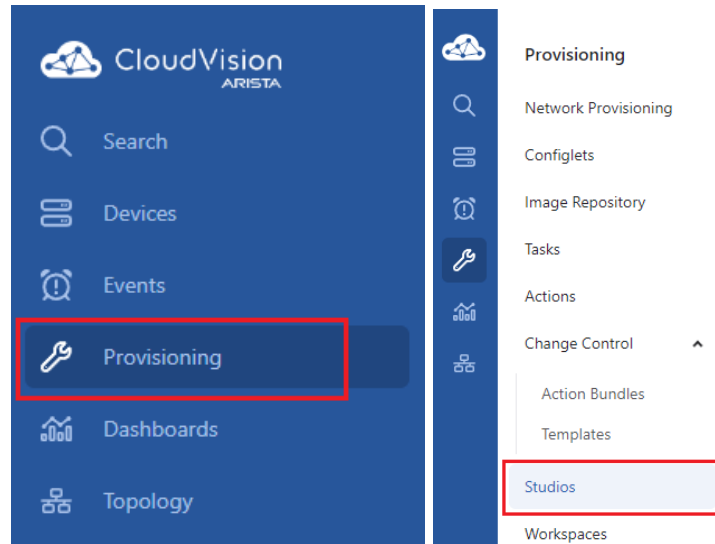 CloudVision
ARISTA
Search
Devices
Events
Provisioning
Dashboards
Topology
Provisioning
Network Provisioning
Configlets
Image Repository
Tasks
Actions
Change Control
Action Bundles
Templates
Studios
Workspaces